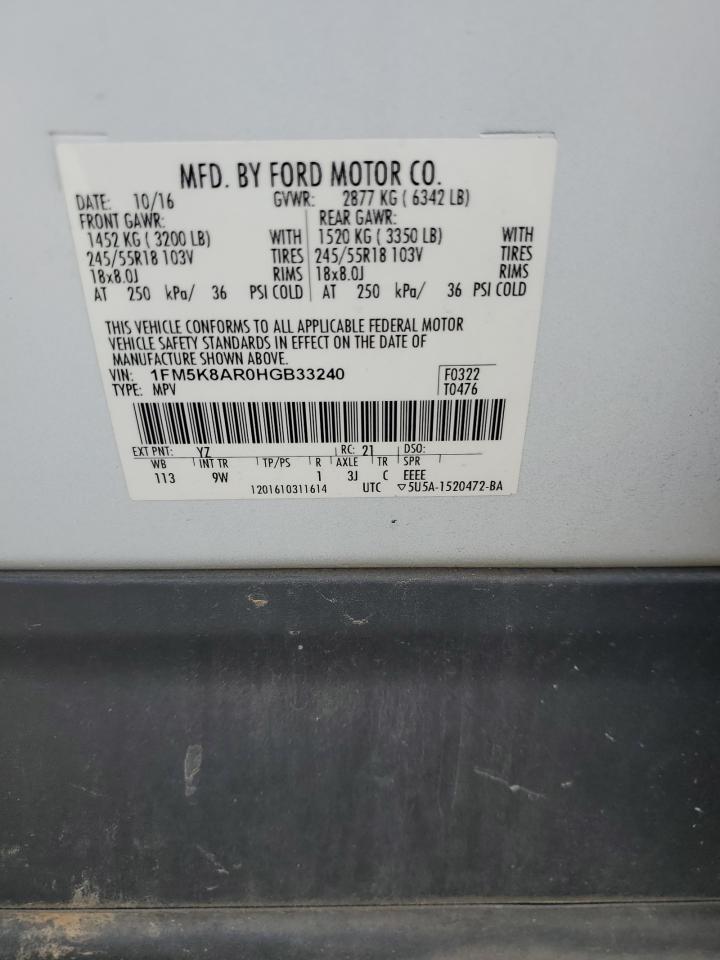 MFD. BY FORD MOTOR CO.
DATE: 10/16 GVWR: 2877 KG ( 6342 LB)
FRONT GAWR: REAR GAWR:
1452 KG ( 3200 LB) WITH 1520 KG ( 3350 LB) WITH
245/55R18 103V TIRES 245/55R18 103V TIRES
18x8.0J RIMS 18x8.0J RIMS
AT 250 kPa/ 36 PSI COLD AT 250 kPa/ 36 PSI COLD
THIS VEHICLE CONFORMS TO ALL APPLICABLE FEDERAL MOTOR
VEHICLE SAFETY STANDARDS IN EFFECT ON THE DATE OF
MANUFACTURE SHOWN ABOVE.
VIN: 1FM5K8AR0HGB33240 F0322
TYPE: MPV T0476
EXT PNT: YZ RC: 21 DSO:
WB INT TR TP/PS R AXLE TR SPR
113 9W 1 3J C EEEE
1201610311614 UTC ▽5U5A-1520472-BA